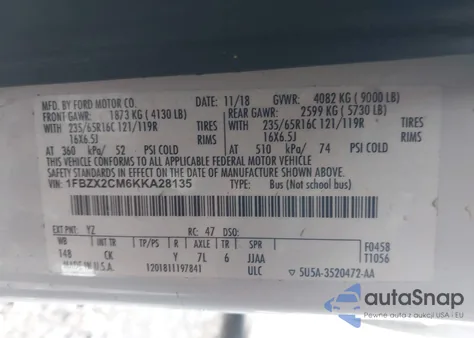 MFD. BY FORD MOTOR CO.
DATE: 11/18 GVWR: 4082 KG (9000 LB)
FRONT GAWR: 1873 KG (4130 LB) REAR GAWR: 2599 KG (5730 LB)
WITH 235/65R16C 121/119R TIRES WITH 235/65R16C 121/119R TIRES
16X6.5J RIMS 16X6.5J RIMS
AT 360 kPa/ 52 PSI COLD AT 510 kPa/ 74 PSI COLD
THIS VEHICLE CONFORMS TO ALL APPLICABLE FEDERAL MOTOR VEHICLE
SAFETY STANDARDS IN EFFECT ON THE DATE OF MANUFACTURE SHOWN ABOVE.
VIN: 1FBZX2CM6KKA28135 TYPE: Bus (Not school bus)
EXT PNT: YZ RC: 47 DSO:
WB INT TR TP/PS R AXLE TR SPR F0458
148 CK Y 7L 6 JJAA T1056
MADE IN U.S.A. 1201811197841 ULC 5U5A-3520472-AA
autoSnap
Pojazdy z aukcji USA i EU